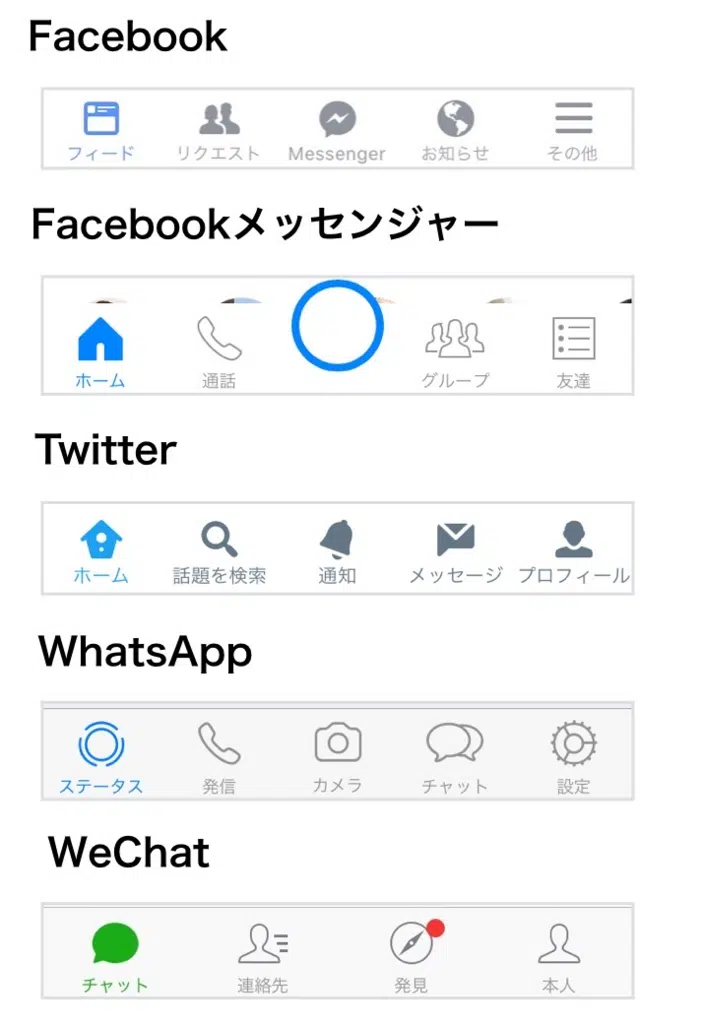 Facebook
フィード リクエスト Messenger お知らせ その他
Facebookメッセンジャー
ホーム 通話 グループ 友達
Twitter
ホーム 話題を検索 通知 メッセージ プロフィール
WhatsApp
ステータス 発信 カメラ チャット 設定
WeChat
チャット 連絡先 発見 本人